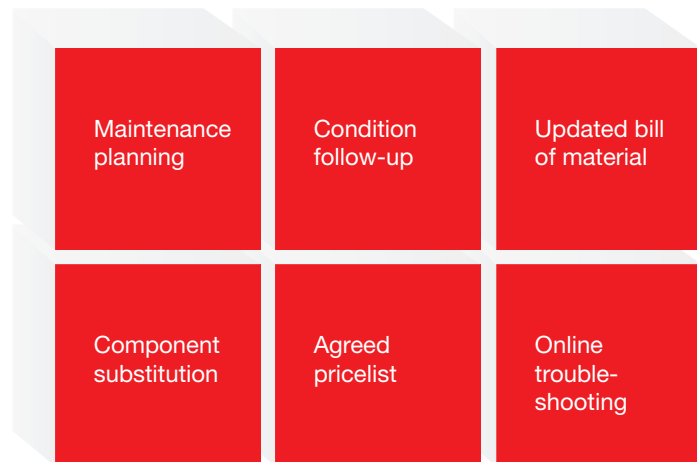 Maintenance
planning
Condition
follow-up
Updated bill
of material
Component
substitution
Agreed
pricelist
Online
trouble-
shooting